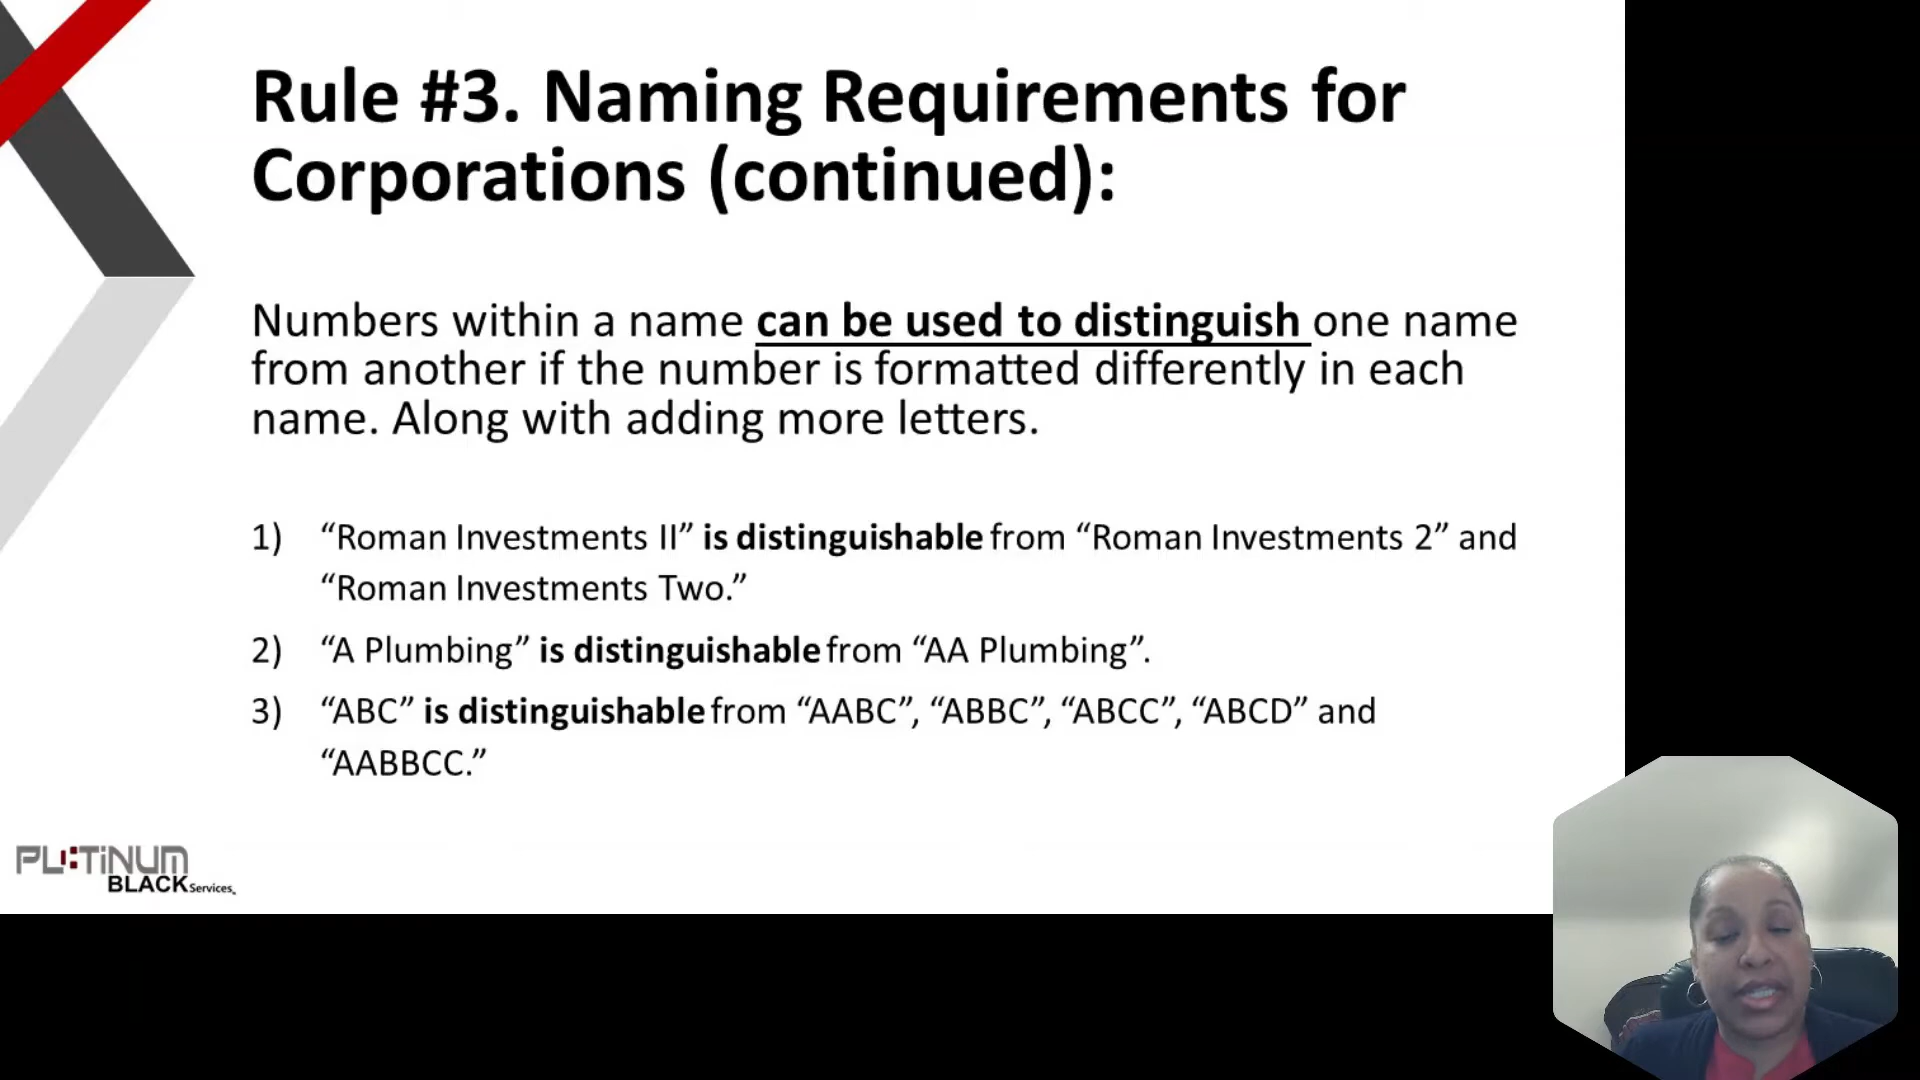 Rule #3. Naming Requirements for
Corporations (continued):
Numbers within a name can be used to distinguish one name
from another if the number is formatted differently in each
name. Along with adding more letters.
1) “Roman Investments II” is distinguishable from “Roman Investments 2” and
“Roman Investments Two.”
2) “A Plumbing” is distinguishable from “AA Plumbing”.
3) “ABC” is distinguishable from “AABC”, “ABBC”, “ABCC”, “ABCD” and
“AABBCC.”
PLATiNUM
BLACK Services